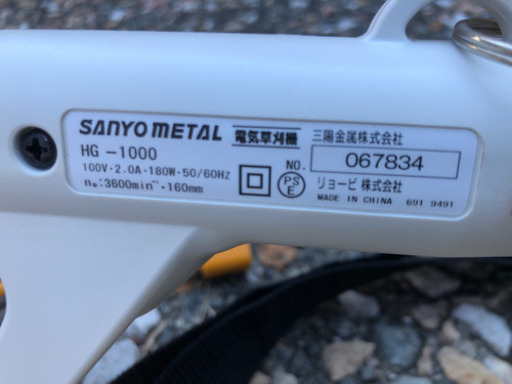 SANYO METAL 電気草刈機 三陽金属株式会社
HG -1000
100V・2.0A・180W・50/60Hz
n₀:3600min⁻¹・160mm
NO. 067834
PS E
リョービ 株式会社
MADE IN CHINA 691 9491